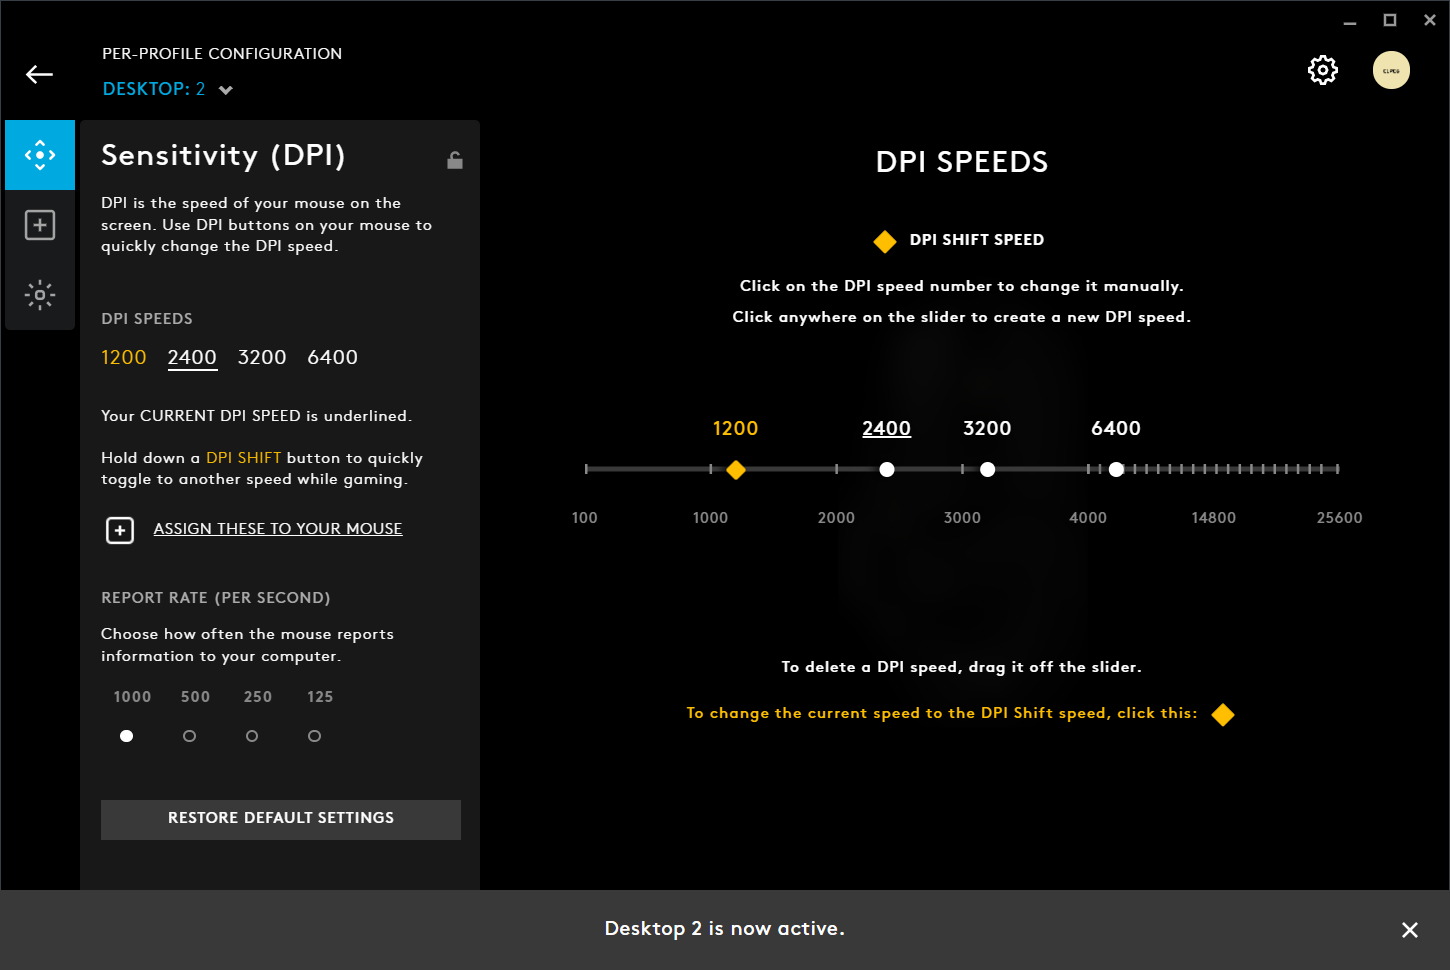 PER-PROFILE CONFIGURATION
DESKTOP: 2
Sensitivity (DPI)
DPI is the speed of your mouse on the
screen. Use DPI buttons on your mouse to
quickly change the DPI speed.
DPI SPEEDS
1200 2400 3200 6400
Your CURRENT DPI SPEED is underlined.
Hold down a DPI SHIFT button to quickly
toggle to another speed while gaming.
ASSIGN THESE TO YOUR MOUSE
REPORT RATE (PER SECOND)
Choose how often the mouse reports
information to your computer.
1000 500 250 125
RESTORE DEFAULT SETTINGS
DPI SPEEDS
DPI SHIFT SPEED
Click on the DPI speed number to change it manually.
Click anywhere on the slider to create a new DPI speed.
1200 2400 3200 6400
100 1000 2000 3000 4000 14800 25600
To delete a DPI speed, drag it off the slider.
To change the current speed to the DPI Shift speed, click this:
Desktop 2 is now active.